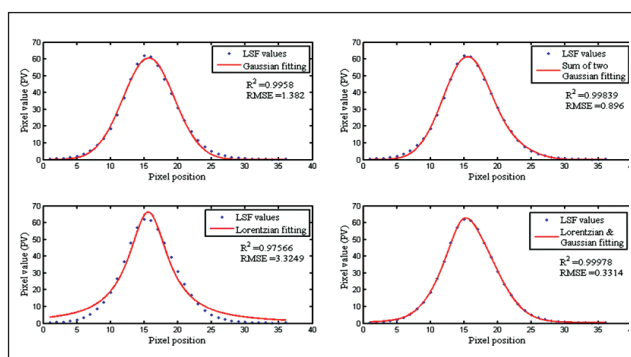 70
60
50
40
30
20
10
0
Pixel value (PV)
LSF values
Gaussian fitting
R² =0.9958
RMSE =1.382
0 5 10 15 20 25 30 35 40
Pixel position
70
60
50
40
30
20
10
0
Pixel value (PV)
LSF values
Sum of two
Gaussian fitting
R² =0.99839
RMSE =0.896
0 5 10 15 20 25 30 35 40
Pixel position
70
60
50
40
30
20
10
0
Pixel value (PV)
LSF values
Lorentzian fitting
R² =0.97566
RMSE =3.3249
0 5 10 15 20 25 30 35 40
Pixel position
70
60
50
40
30
20
10
0
Pixel value (PV)
LSF values
Lorentzian &
Gaussian fitting
R² =0.99978
RMSE =0.3314
0 5 10 15 20 25 30 35 40
Pixel position